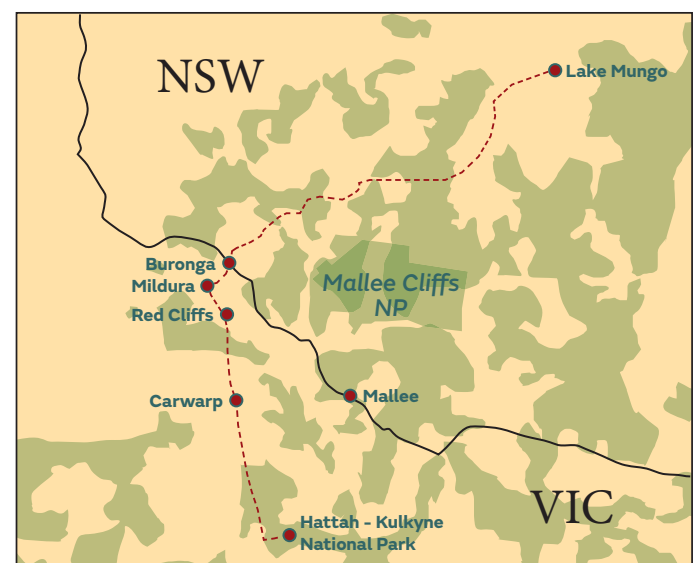 NSW
Lake Mungo
Buronga
Mildura
Mallee Cliffs
NP
Red Cliffs
Carwarp
Mallee
VIC
Hattah - Kulkyne
National Park